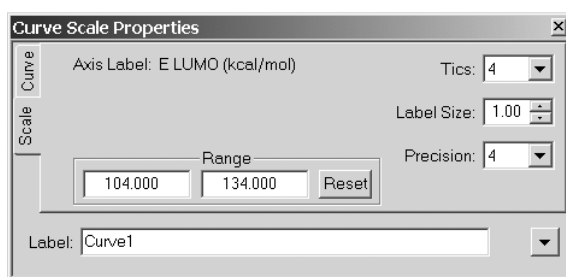 Curve Scale Properties
Curve
Scale
Axis Label: E LUMO (kcal/mol)
Tics: 4
Label Size: 1.00
Precision: 4
Range
104.000 134.000 Reset
Label: Curve1